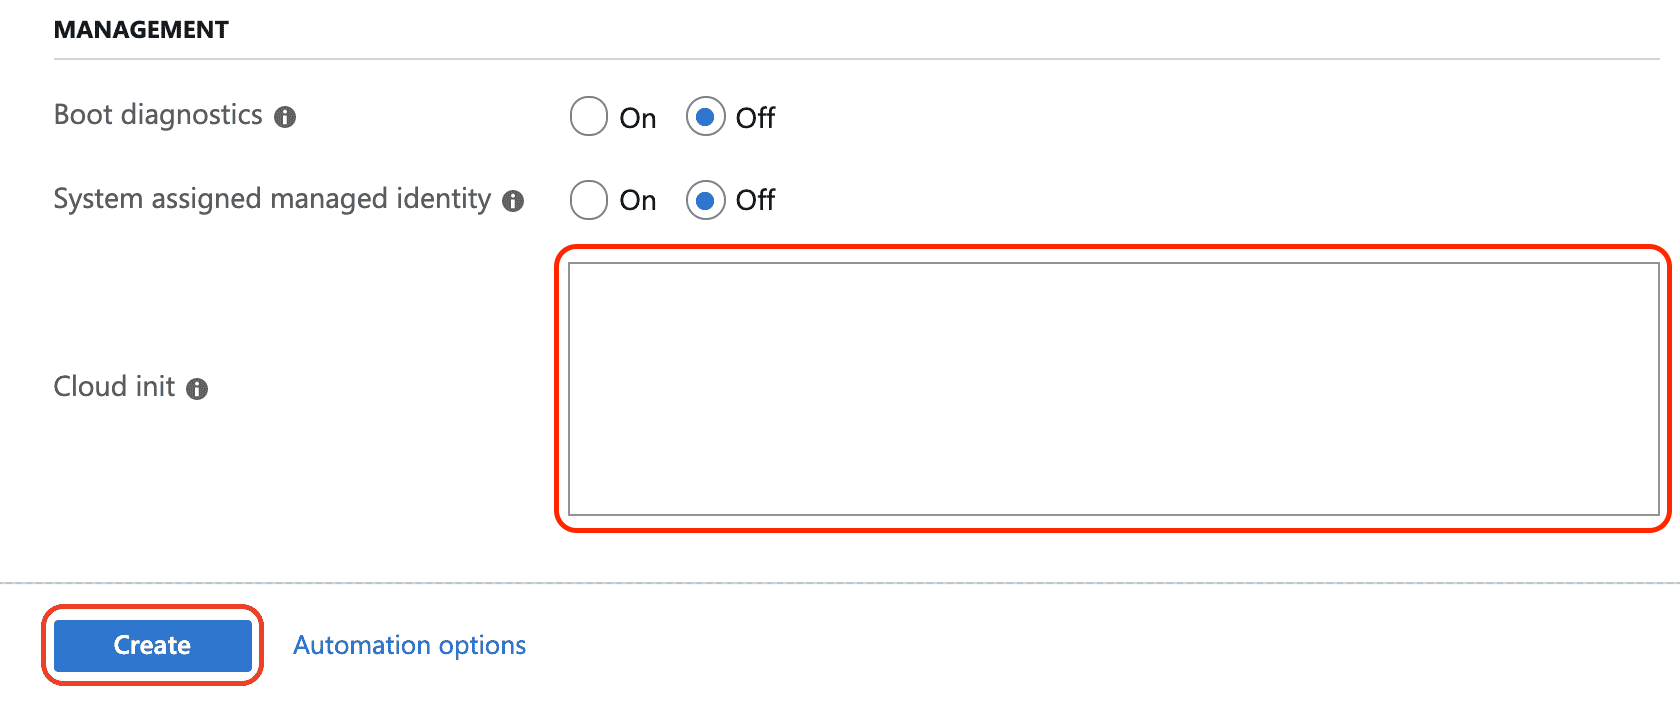 MANAGEMENT
Boot diagnostics On Off
System assigned managed identity On Off
Cloud init
Create Automation options